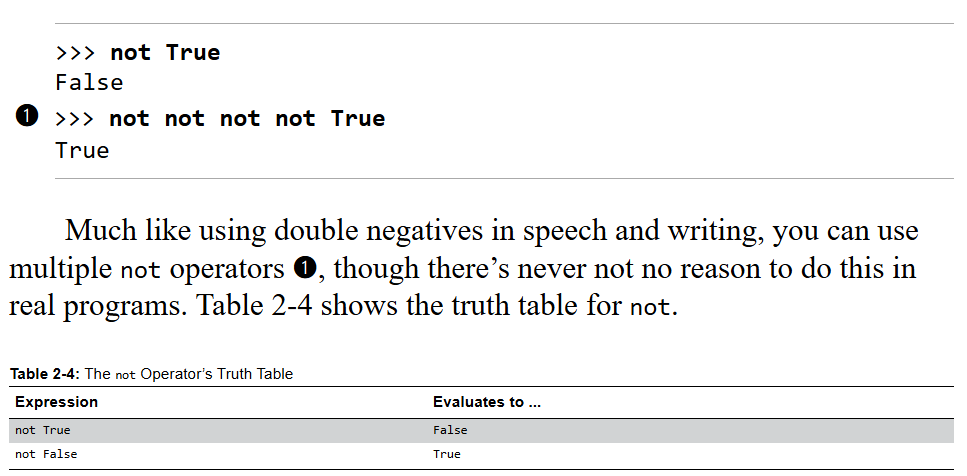 >>> not True
False
❶ >>> not not not not True
True
Much like using double negatives in speech and writing, you can use
multiple not operators ❶, though there’s never not no reason to do this in
real programs. Table 2-4 shows the truth table for not.
Table 2-4: The not Operator’s Truth Table
Expression Evaluates to ...
not True False
not False True